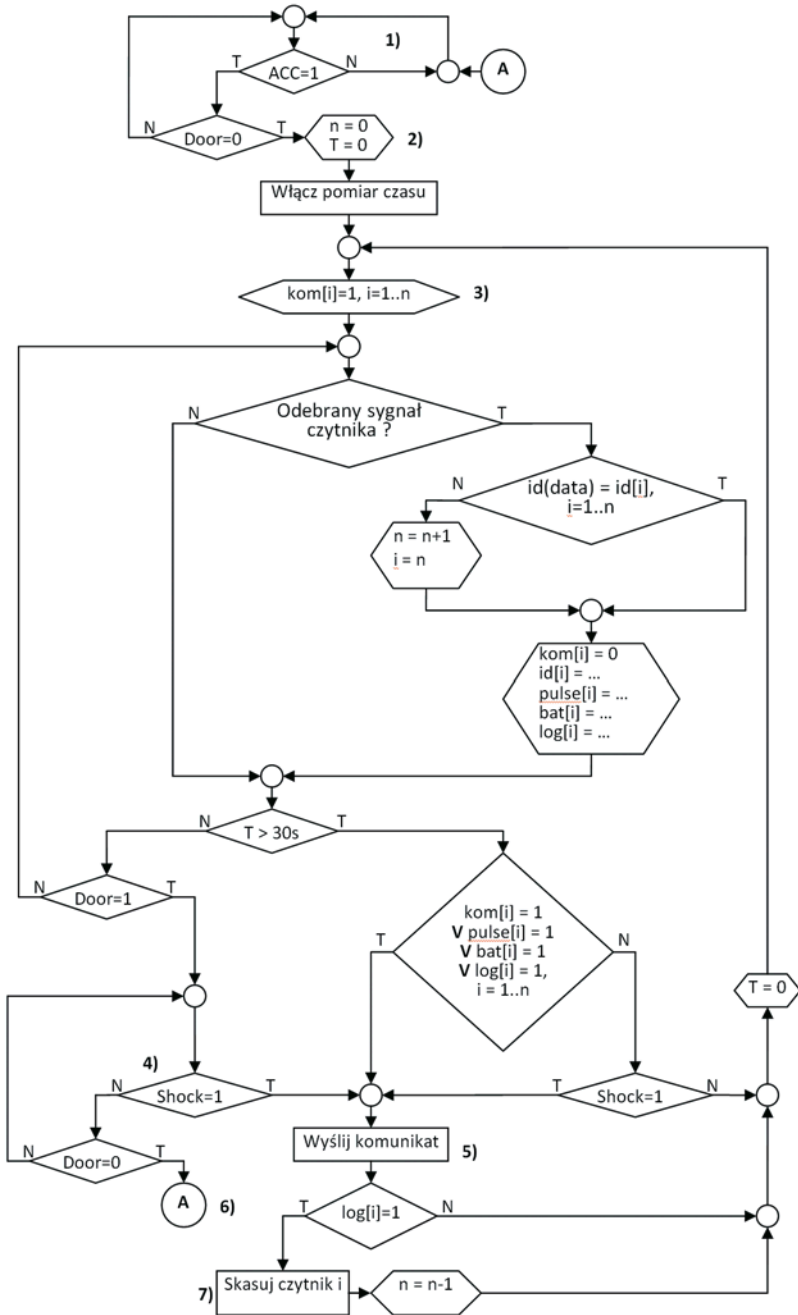 1)
T
ACC=1
N
A
N
Door=0
T
n = 0
T = 0
2)
Włącz pomiar czasu
kom[i]=1, i=1..n
3)
N
Odebrany sygnał
czytnika ?
T
N
id(data) = id[i],
i=1..n
T
n = n+1
i = n
kom[i] = 0
id[i] = ...
pulse[i] = ...
bat[i] = ...
log[i] = ...
N
T > 30s
T
N
Door=1
T
T
kom[i] = 1
V pulse[i] = 1
V bat[i] = 1
V log[i] = 1,
i = 1..n
N
T = 0
4)
N
Shock=1
T
T
Shock=1
N
N
Door=0
T
Wyślij komunikat
5)
A
6)
T
log[i]=1
N
7)
Skasuj czytnik i
n = n-1